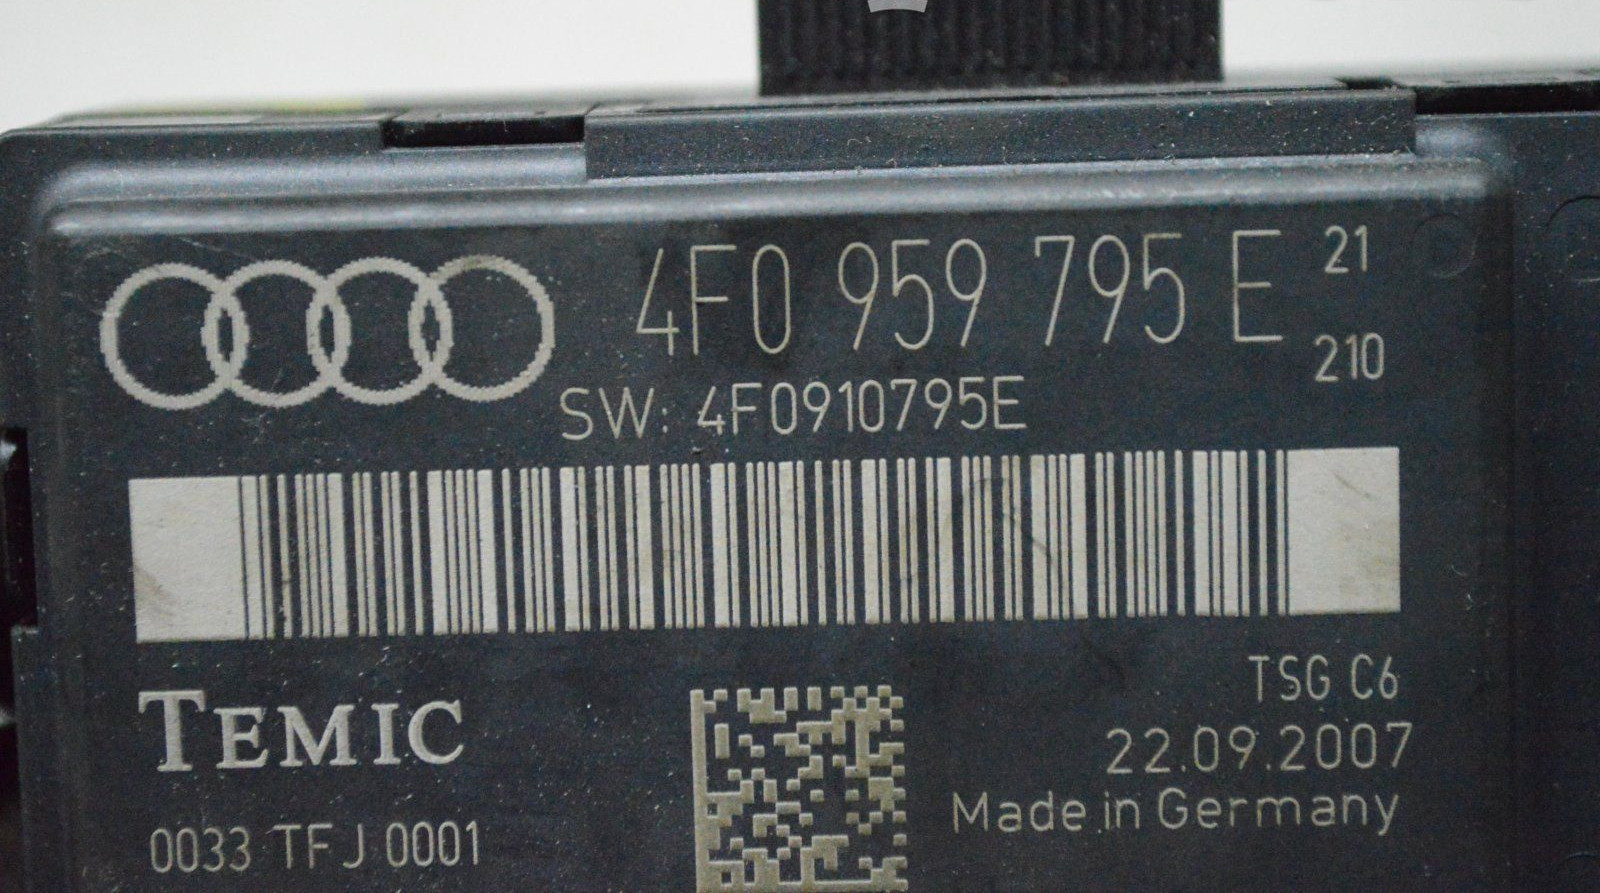 4F0 959 795 E 21
210
SW: 4F0910795E
TEMIC
TSG C6
22.09.2007
Made in Germany
0033 TFJ 0001